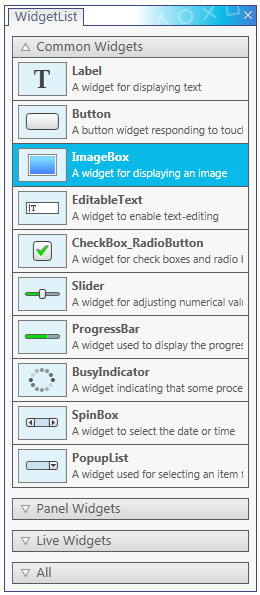 WidgetList
Common Widgets
T
Label
A widget for displaying text
Button
A button widget responding to touc
ImageBox
A widget for displaying an image
T
EditableText
A widget to enable text-editing
CheckBox_RadioButton
A widget for check boxes and radio b
Slider
A widget for adjusting numerical valu
ProgressBar
A widget used to display the progres
BusyIndicator
A widget indicating that some proce
SpinBox
A widget to select the date or time
PopupList
A widget used for selecting an item f
Panel Widgets
Live Widgets
All